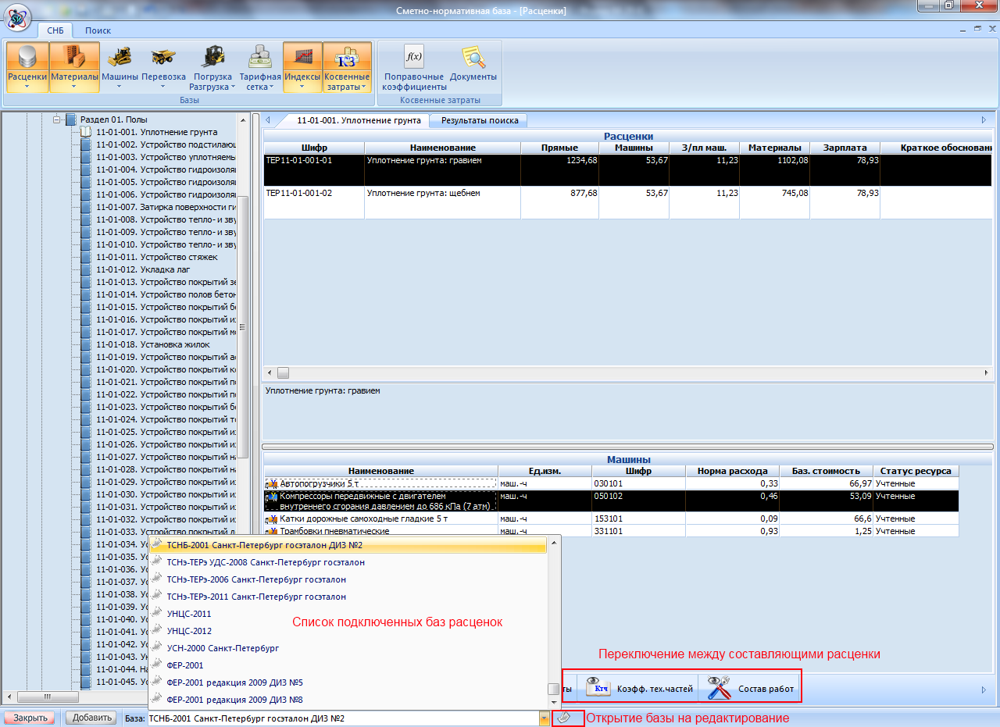 Сметно-нормативная база - [Расценки]
СНБ
Поиск
Расценки
Материалы
Машины
Перевозка
Погрузка
Разгрузка
Тарифная
сетка
Индексы
Косвенные
затраты
КЗ
Базы
f(x)
Поправочные
коэффициенты
Документы
Косвенные затраты
Раздел 01. Полы
11-01-001. Уплотнение грунта
11-01-002. Устройство подстилающ
11-01-003. Устройство уплотняемы
11-01-004. Устройство гидроизоля
11-01-005. Устройство гидроизоля
11-01-006. Устройство гидроизоля
11-01-007. Затирка поверхности ги
11-01-008. Устройство тепло- и зву
11-01-009. Устройство тепло- и зву
11-01-010. Устройство тепло- и зву
11-01-011. Устройство стяжек
11-01-012. Укладка лаг
11-01-013. Устройство покрытий зе
11-01-014. Устройство полов бетон
11-01-015. Устройство покрытий бе
11-01-016. Устройство покрытий из
11-01-017. Устройство покрытий мо
11-01-018. Установка жилок
11-01-019. Устройство покрытий ас
11-01-020. Устройство покрытий ке
11-01-021. Устройство покрытий по
11-01-022. Устройство покрытий по
11-01-023. Устройство покрытий бе
11-01-024. Устройство покрытий то
11-01-025. Устройство покрытий из
11-01-026. Устройство покрытий из
11-01-027. Устройство покрытий на
11-01-028. Устройство покрытий на
11-01-029. Устройство покрытий из
11-01-030. Устройство покрытий из
11-01-031. Устройство покрытий из
11-01-032. Устройство покрытий из
11-01-033. Устройство покрытий л
11-01-034. Ус
11-01-035. Ус
11-01-036. Ус
11-01-037. Ус
11-01-038. Ус
11-01-039. Ус
11-01-040. Ус
11-01-041. Ус
11-01-042. Ус
11-01-043. Ук
11-01-044. На
11-01-045. Ус
11-01-001. Уплотнение грунта
Результаты поиска
Расценки
Шифр Наименование Прямые Машины З/пл маш. Материалы Зарплата Краткое обосновани
ТЕР11-01-001-01 Уплотнение грунта: гравием 1234,68 53,67 11,23 1102,08 78,93
ТЕР11-01-001-02 Уплотнение грунта: щебнем 877,68 53,67 11,23 745,08 78,93
Уплотнение грунта: гравием
Машины
Наименование Ед.изм. Шифр Норма расхода Баз. стоимость Статус ресурса
Автопогрузчики 5 т маш.-ч 030101 0,33 66,97 Учтенные
Компрессоры передвижные с двигателем маш.-ч 050102 0,46 53,09 Учтенные
внутреннего сгорания давлением до 686 кПа (7 атм)
Катки дорожные самоходные гладкие 5 т маш.-ч 153101 0,09 66,6 Учтенные
Трамбовки пневматические маш.-ч 331101 0,93 1,25 Учтенные
ТСНБ-2001 Санкт-Петербург госэталон ДИЗ №2
ТСНэ-ТЕРэ УДС-2008 Санкт-Петербург госэталон
ТСНэ-ТЕРэ-2006 Санкт-Петербург госэталон
ТСНэ-ТЕРэ-2011 Санкт-Петербург госэталон
УНЦС-2011
УНЦС-2012
УСН-2000 Санкт-Петербург
ФЕР-2001
ФЕР-2001 редакция 2009 ДИЗ №5
ФЕР-2001 редакция 2009 ДИЗ №8
Список подключенных баз расценок
Переключение между составляющими расценки
ты
Ктч
Коэфф. тех.частей
Состав работ
Закрыть
Добавить
База: ТСНБ-2001 Санкт-Петербург госэталон ДИЗ №2
Открытие базы на редактирование